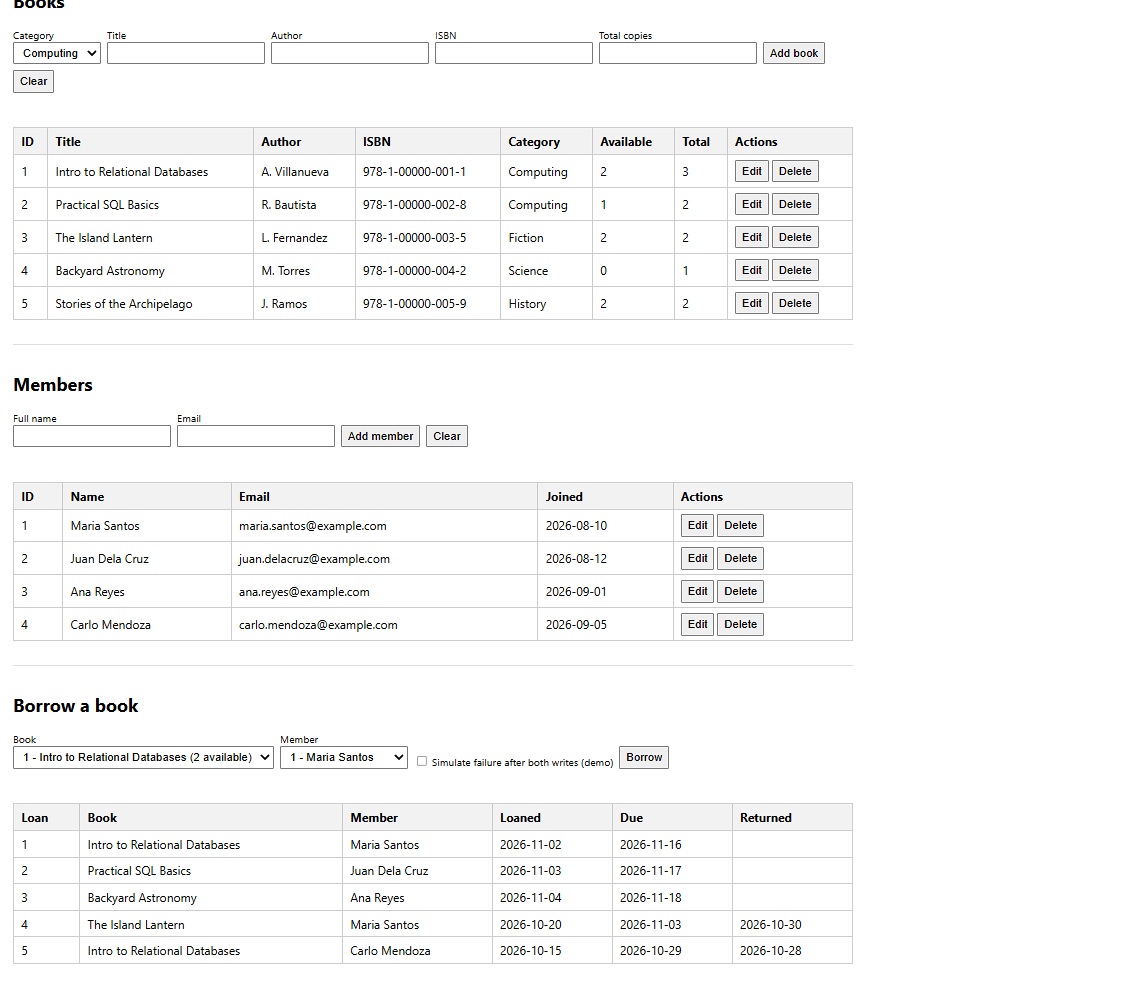 Books
Category Title Author ISBN Total copies
Computing Add book
Clear
ID Title Author ISBN Category Available Total Actions
1 Intro to Relational Databases A. Villanueva 978-1-00000-001-1 Computing 2 3 Edit Delete
2 Practical SQL Basics R. Bautista 978-1-00000-002-8 Computing 1 2 Edit Delete
3 The Island Lantern L. Fernandez 978-1-00000-003-5 Fiction 2 2 Edit Delete
4 Backyard Astronomy M. Torres 978-1-00000-004-2 Science 0 1 Edit Delete
5 Stories of the Archipelago J. Ramos 978-1-00000-005-9 History 2 2 Edit Delete
Members
Full name Email
Add member Clear
ID Name Email Joined Actions
1 Maria Santos maria.santos@example.com 2026-08-10 Edit Delete
2 Juan Dela Cruz juan.delacruz@example.com 2026-08-12 Edit Delete
3 Ana Reyes ana.reyes@example.com 2026-09-01 Edit Delete
4 Carlo Mendoza carlo.mendoza@example.com 2026-09-05 Edit Delete
Borrow a book
Book Member
1 - Intro to Relational Databases (2 available) 1 - Maria Santos Simulate failure after both writes (demo) Borrow
Loan Book Member Loaned Due Returned
1 Intro to Relational Databases Maria Santos 2026-11-02 2026-11-16
2 Practical SQL Basics Juan Dela Cruz 2026-11-03 2026-11-17
3 Backyard Astronomy Ana Reyes 2026-11-04 2026-11-18
4 The Island Lantern Maria Santos 2026-10-20 2026-11-03 2026-10-30
5 Intro to Relational Databases Carlo Mendoza 2026-10-15 2026-10-29 2026-10-28